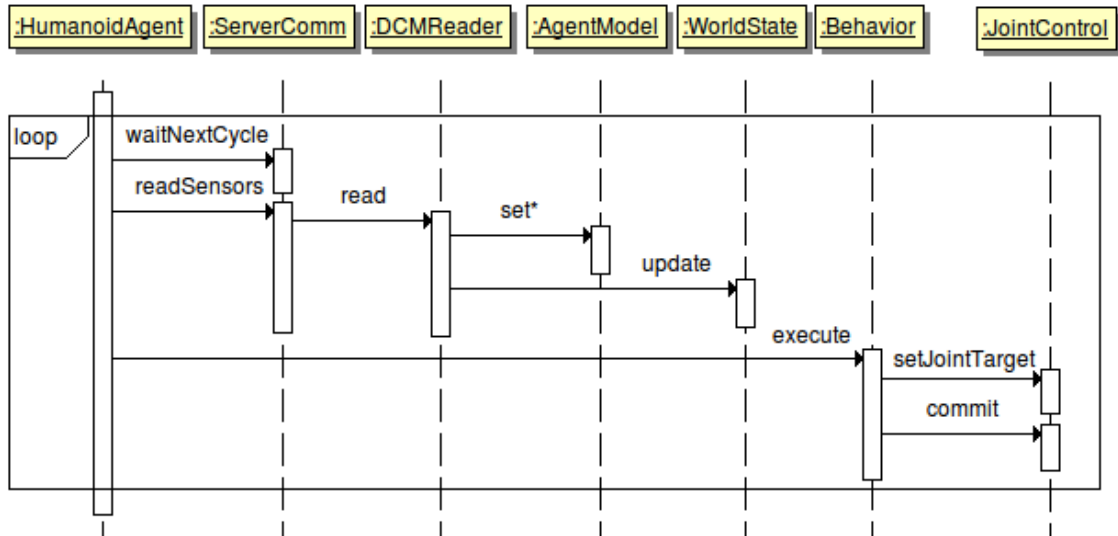 :HumanoidAgent :ServerComm :DCMReader :AgentModel :WorldState :Behavior :JointControl
loop
waitNextCycle
readSensors
read
set*
update
execute
setJointTarget
commit